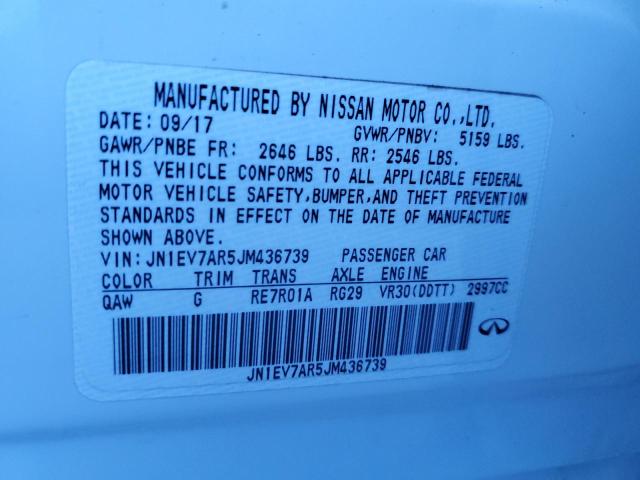 MANUFACTURED BY NISSAN MOTOR CO.,LTD.
DATE: 09/17 GVWR/PNBV: 5159 LBS.
GAWR/PNBE FR: 2646 LBS. RR: 2546 LBS.
THIS VEHICLE CONFORMS TO ALL APPLICABLE FEDERAL
MOTOR VEHICLE SAFETY,BUMPER,AND THEFT PREVENTION
STANDARDS IN EFFECT ON THE DATE OF MANUFACTURE
SHOWN ABOVE.
VIN:JN1EV7AR5JM436739 PASSENGER CAR
COLOR TRIM TRANS AXLE ENGINE
QAW G RE7R01A RG29 VR30(DDTT) 2997CC
JN1EV7AR5JM436739